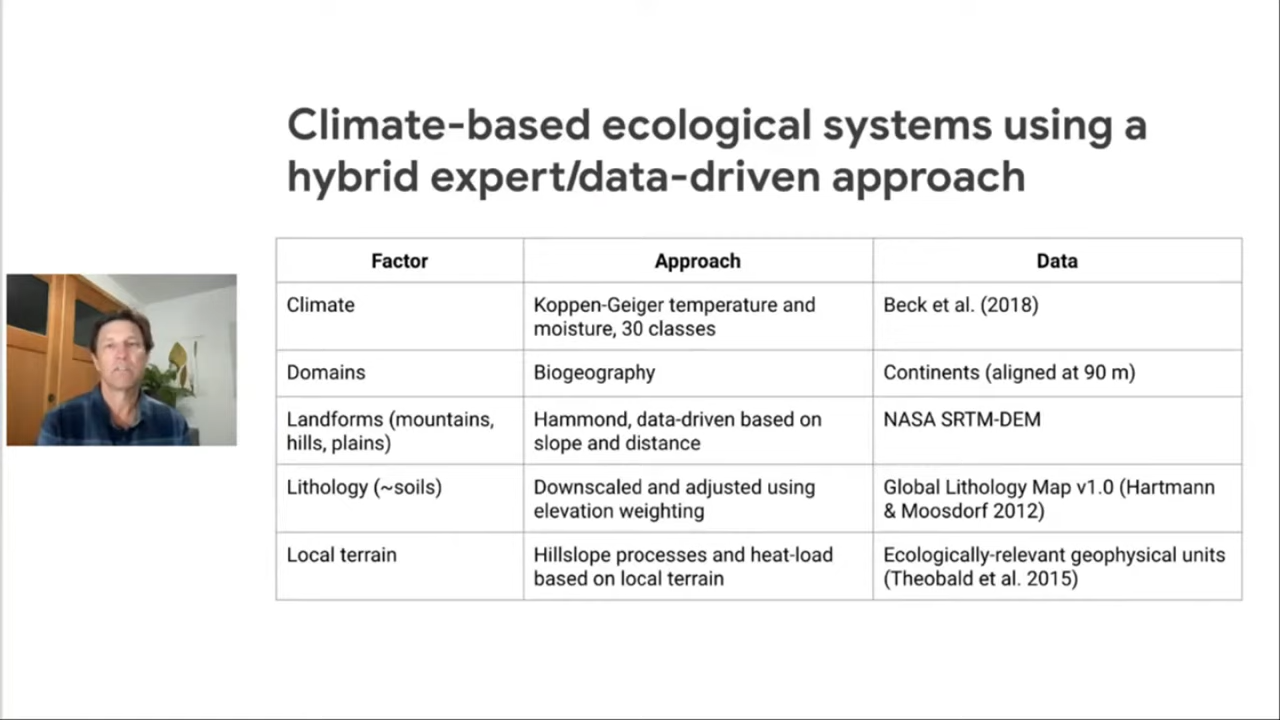 Climate-based ecological systems using a
hybrid expert/data-driven approach
Factor
Approach
Data
Climate
Koppen-Geiger temperature and
moisture, 30 classes
Beck et al. (2018)
Domains
Biogeography
Continents (aligned at 90 m)
Landforms (mountains,
hills, plains)
Hammond, data-driven based on
slope and distance
NASA SRTM-DEM
Lithology (~soils)
Downscaled and adjusted using
elevation weighting
Global Lithology Map v1.0 (Hartmann
& Moosdorf 2012)
Local terrain
Hillslope processes and heat-load
based on local terrain
Ecologically-relevant geophysical units
(Theobald et al. 2015)